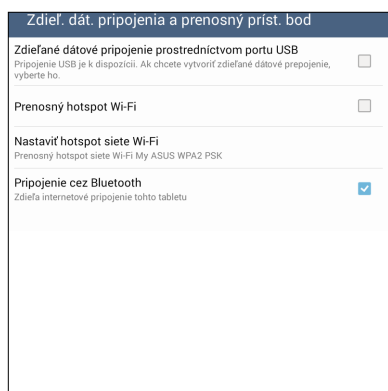 Zdieľ. dát. pripojenia a prenosný príst. bod
Zdieľané dátové pripojenie prostredníctvom portu USB
Pripojenie USB je k dispozícii. Ak chcete vytvoriť zdieľané dátové prepojenie,
vyberte ho.
Prenosný hotspot Wi-Fi
Nastaviť hotspot siete Wi-Fi
Prenosný hotspot siete Wi-Fi My ASUS WPA2 PSK
Pripojenie cez Bluetooth
Zdieľa internetové pripojenie tohto tabletu